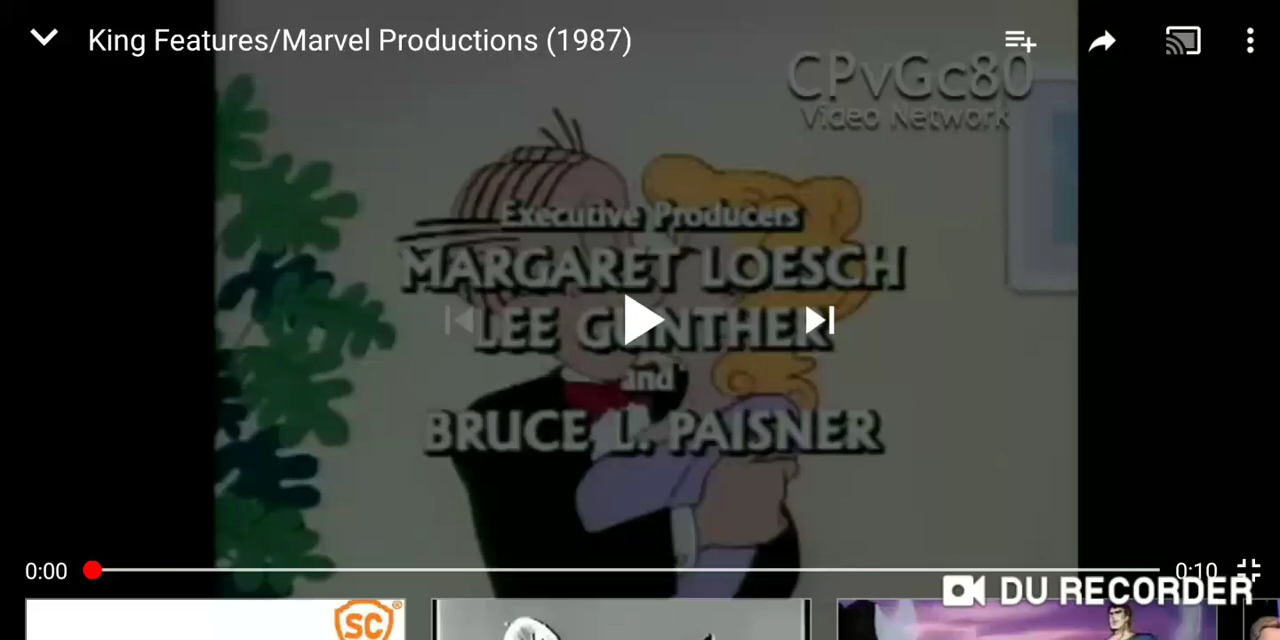 King Features/Marvel Productions (1987)
CPvGc80
Video Network
Executive Producers
MARGARET LOESCH
LEE GUNTHER
and
BRUCE L. PAISNER
0:00
0:10
DU RECORDER
SC®